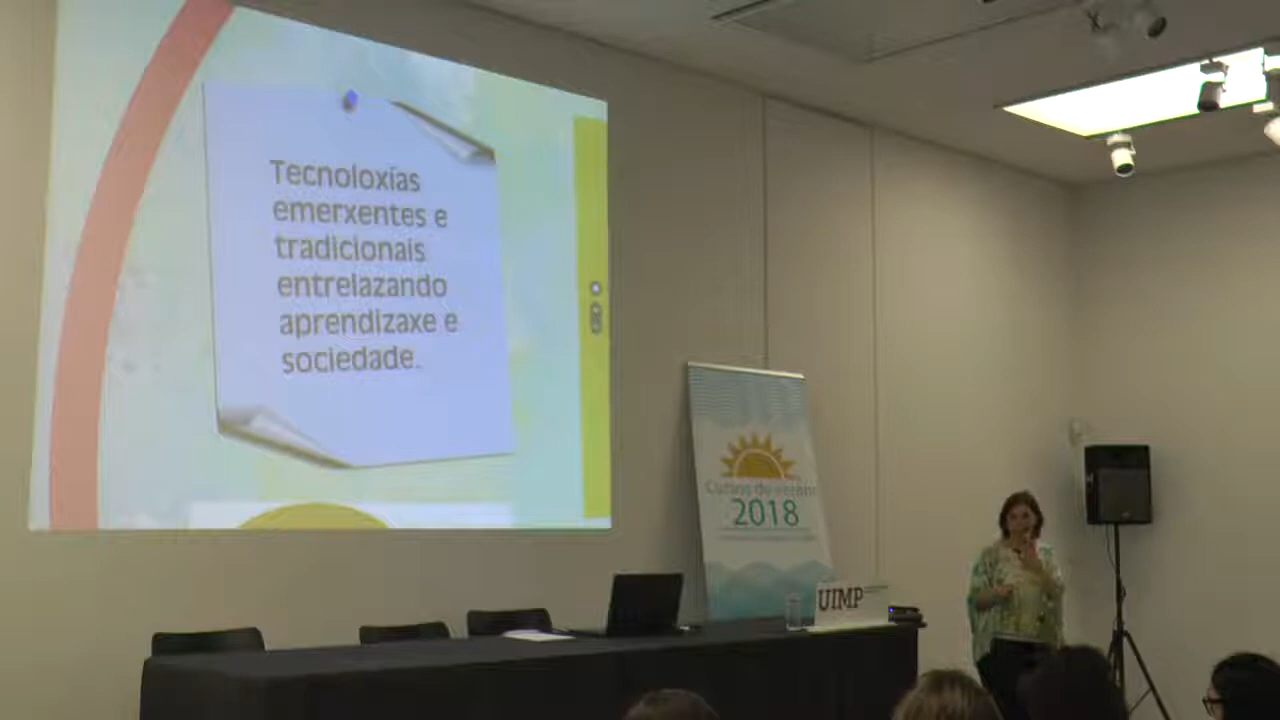 Tecnoloxías
emerxentes e
tradicionais
entrelazando
aprendizaxe e
sociedade.
Cursos de verán
2018
UIMP